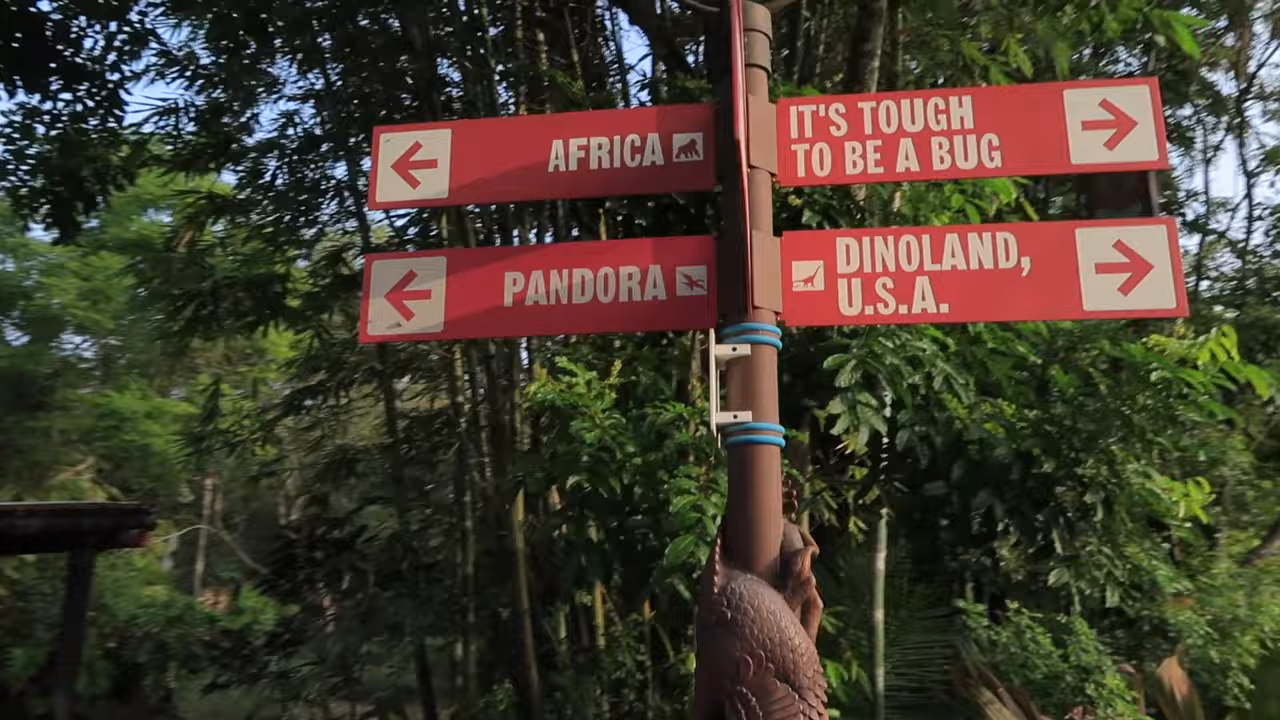 AFRICA
PANDORA
IT'S TOUGH
TO BE A BUG
DINOLAND,
U.S.A.